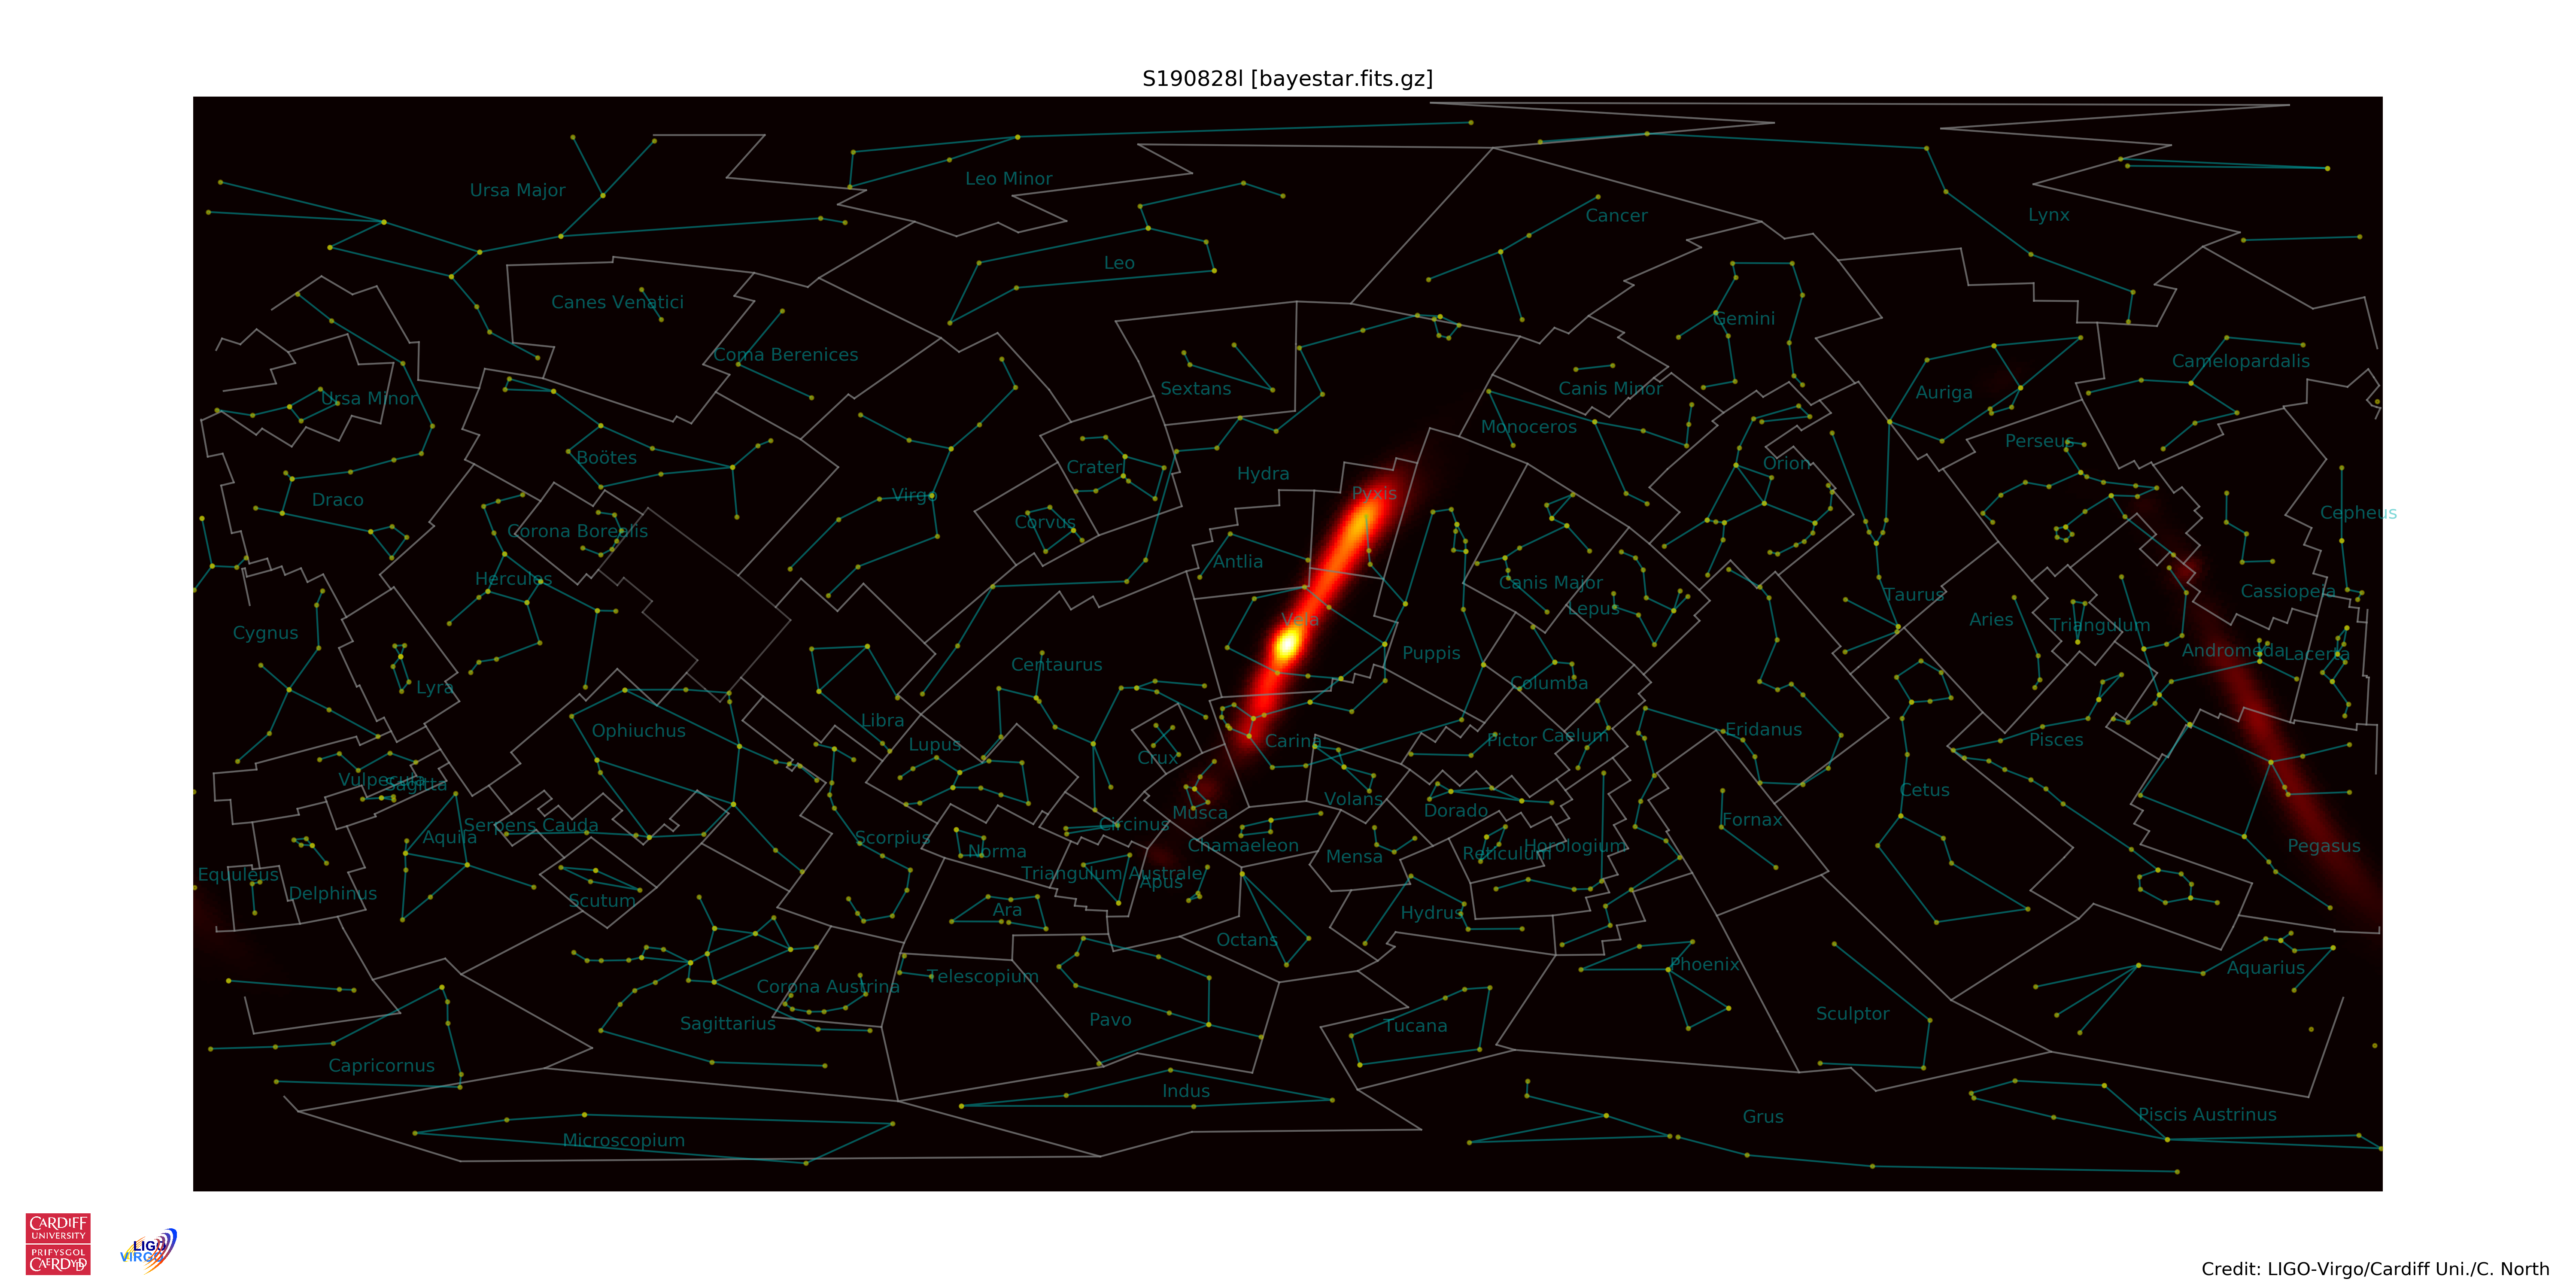 S190828l [bayestar.fits.gz]
Ursa Major
Leo Minor
Cancer
Lynx
Leo
Canes Venatici
Gemini
Coma Berenices
Camelopardalis
Sextans
Canis Minor
Auriga
Ursa Minor
Monoceros
Perseus
Boötes
Crater
Hydra
Orion
Draco
Virgo
Pyxis
Corvus
Cepheus
Corona Borealis
Antlia
Hercules
Canis Major
Cassiopeia
Taurus
Lepus
Vela
Aries
Triangulum
Cygnus
Puppis
Andromeda
Lacerta
Centaurus
Lyra
Columba
Libra
Ophiuchus
Eridanus
Lupus
Carina
Pictor
Caelum
Pisces
Crux
Vulpecula
Sagitta
Volans
Cetus
Musca
Dorado
Serpens Cauda
Circinus
Fornax
Aquila
Scorpius
Norma
Chamaeleon
Mensa
Reticulum
Horologium
Pegasus
Equuleus
Triangulum Australe
Apus
Delphinus
Scutum
Ara
Hydrus
Octans
Telescopium
Phoenix
Aquarius
Corona Austrina
Sagittarius
Pavo
Tucana
Sculptor
Capricornus
Indus
Grus
Piscis Austrinus
Microscopium
CARDIFF
UNIVERSITY
PRIFYSGOL
CAERDYDD
LIGO
VIRGO
Credit: LIGO-Virgo/Cardiff Uni./C. North